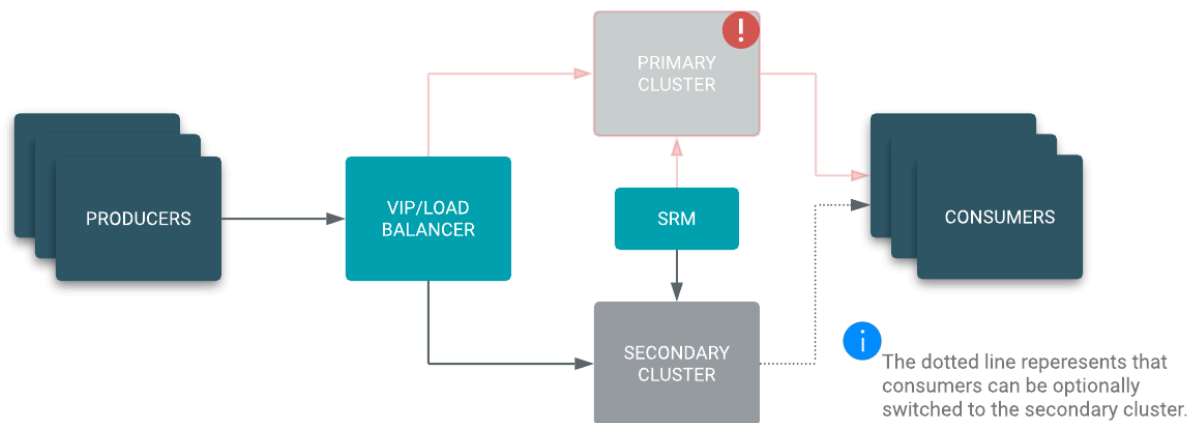 PRIMARY
CLUSTER
PRODUCERS
VIP/LOAD
BALANCER
SRM
CONSUMERS
SECONDARY
CLUSTER
The dotted line reperesents that
consumers can be optionally
switched to the secondary cluster.